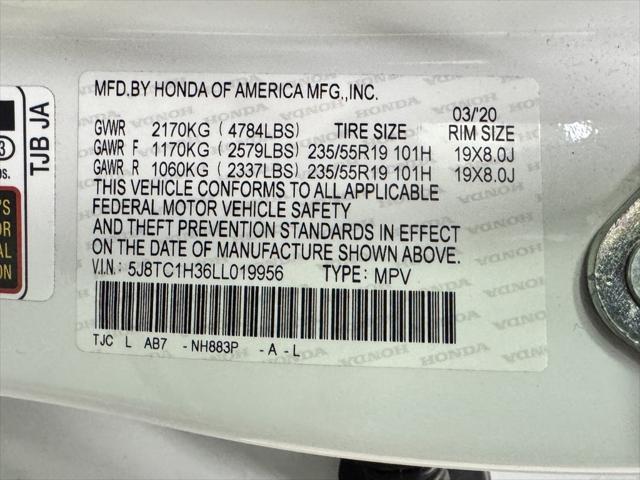 MFD.BY HONDA OF AMERICA MFG.,INC.
03/'20
GVWR 2170KG (4784LBS) TIRE SIZE RIM SIZE
GAWR F 1170KG (2579LBS) 235/55R19 101H 19X8.0J
GAWR R 1060KG (2337LBS) 235/55R19 101H 19X8.0J
THIS VEHICLE CONFORMS TO ALL APPLICABLE
FEDERAL MOTOR VEHICLE SAFETY
AND THEFT PREVENTION STANDARDS IN EFFECT
ON THE DATE OF MANUFACTURE SHOWN ABOVE.
V.I.N: 5J8TC1H36LL019956 TYPE: MPV
TJC L AB7 - NH883P - A - L
TJB JA